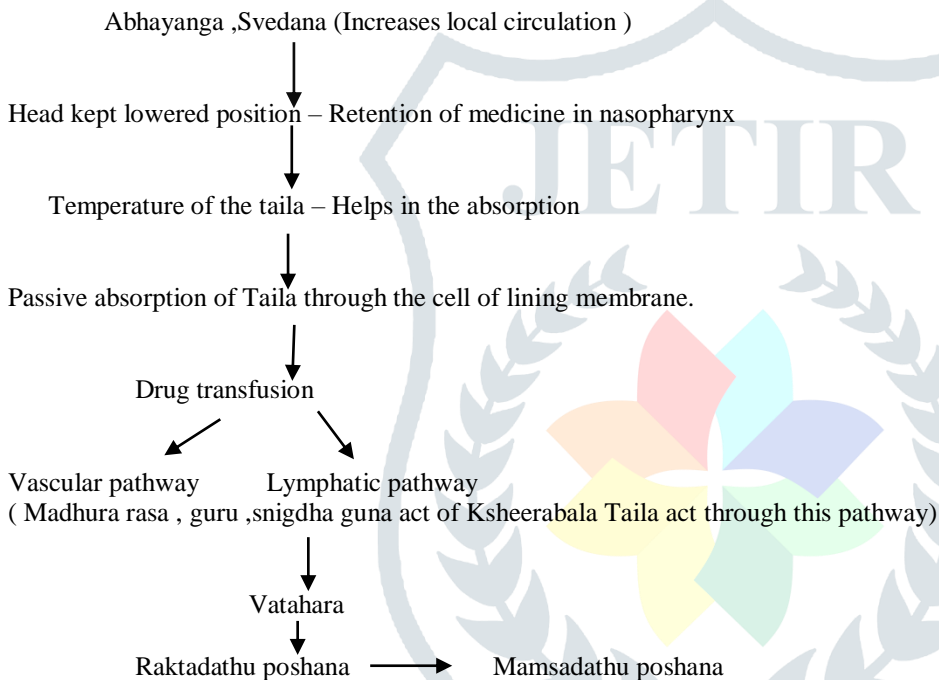 Abhayanga ,Svedana (Increases local circulation )
Head kept lowered position – Retention of medicine in nasopharynx
JETIR
Temperature of the taila – Helps in the absorption
Passive absorption of Taila through the cell of lining membrane.
Drug transfusion
Vascular pathway Lymphatic pathway
( Madhura rasa , guru ,snigdha guna act of Ksheerabala Taila act through this pathway)
Vatahara
Raktadathu poshana Mamsadathu poshana